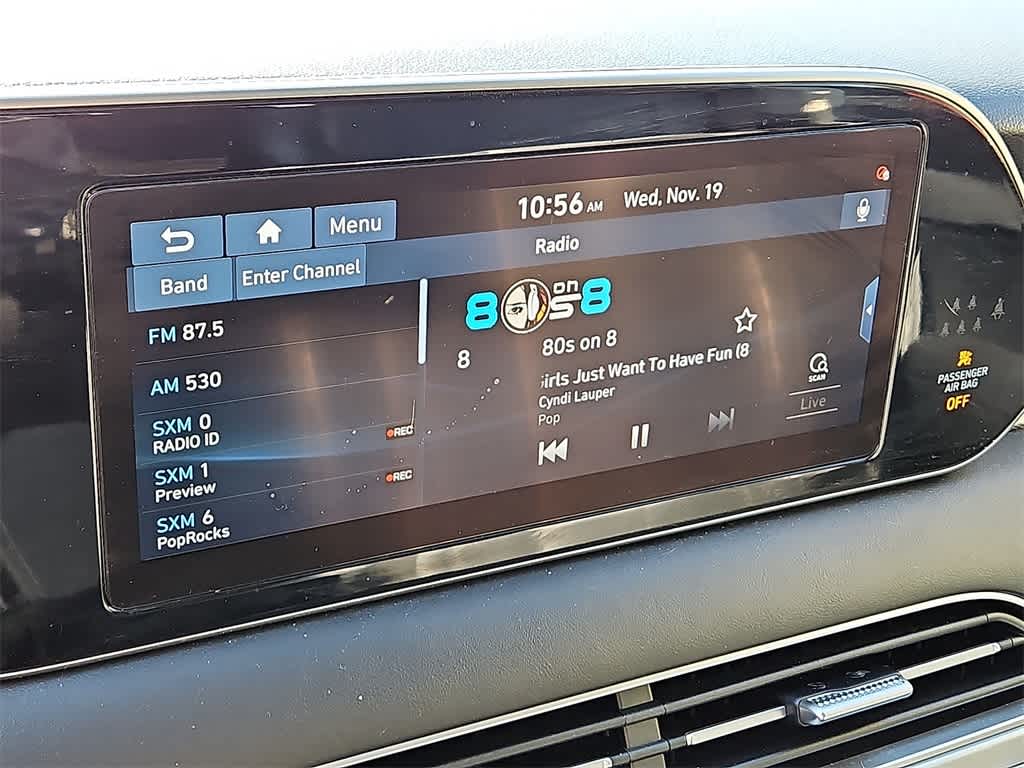 10:56 AM Wed, Nov. 19
Menu
Radio
Band
Enter Channel
FM 87.5
AM 530
SXM 0
RADIO ID
REC
SXM 1
Preview
REC
SXM 6
PopRocks
8 on 8
8
80s on 8
irls Just Want To Have Fun (8
Cyndi Lauper
Pop
SCAN
Live
PASSENGER
AIR BAG
OFF